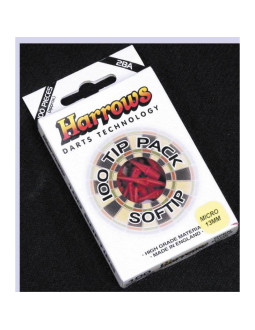 100 PIECES
2BA
Harrows
DARTS TECHNOLOGY
100 TIP PACK
SOFTIP
MICRO
13MM
- HIGH GRADE MATERIAL
- MADE IN ENGLAND -